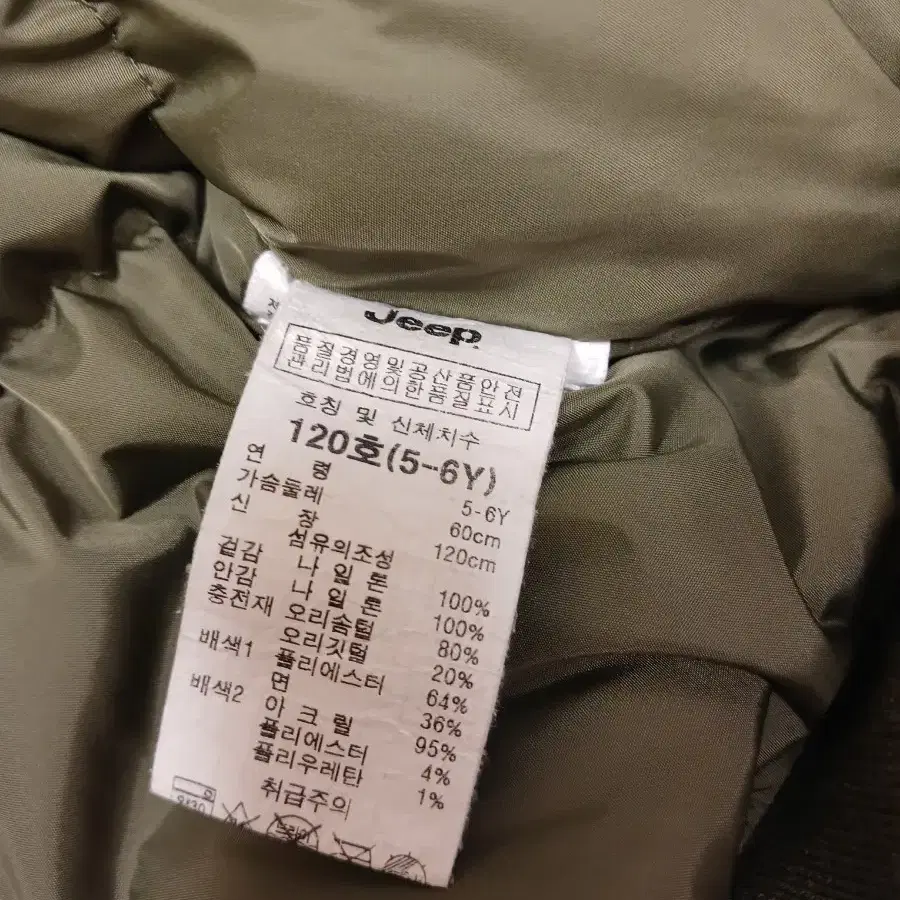 Jeep
품질경영및공산품안전
관리법에의한품질표시
호칭 및 신체치수
120호(5-6Y)
연 령 5-6Y
가슴둘레 60cm
신 장 120cm
섬유의조성
겉감 나 일 론 100%
안감 나 일 론 100%
충전재 오리솜털 80%
오리깃털 20%
배색1 폴리에스터 64%
면 36%
배색2 아 크 릴 95%
폴리에스터 4%
폴리우레탄 1%
취급주의